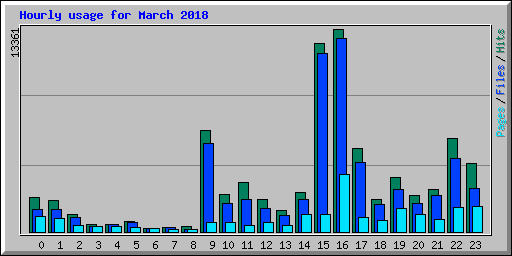 Hourly usage for March 2018
13361
Pages/Files/Hits
0 1 2 3 4 5 6 7 8 9 10 11 12 13 14 15 16 17 18 19 20 21 22 23